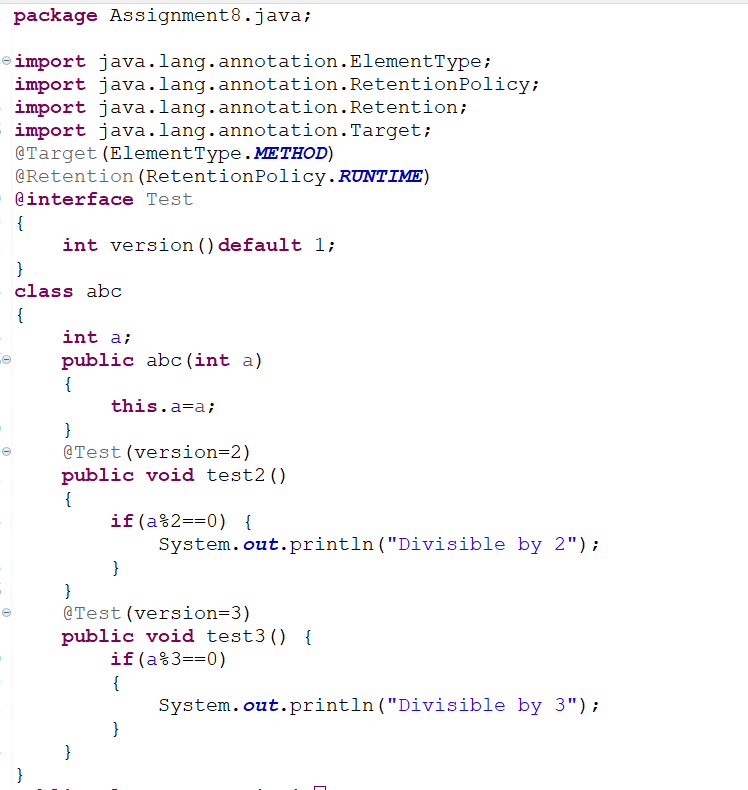 package Assignment8.java;
import java.lang.annotation.ElementType;
import java.lang.annotation.RetentionPolicy;
import java.lang.annotation.Retention;
import java.lang.annotation.Target;
@Target(ElementType.METHOD)
@Retention(RetentionPolicy.RUNTIME)
@interface Test
{
    int version()default 1;
}
class abc
{
    int a;
    public abc(int a)
    {
        this.a=a;
    }
    @Test(version=2)
    public void test2()
    {
        if(a%2==0) {
            System.out.println("Divisible by 2");
        }
    }
    @Test(version=3)
    public void test3() {
        if(a%3==0)
        {
            System.out.println("Divisible by 3");
        }
    }
}